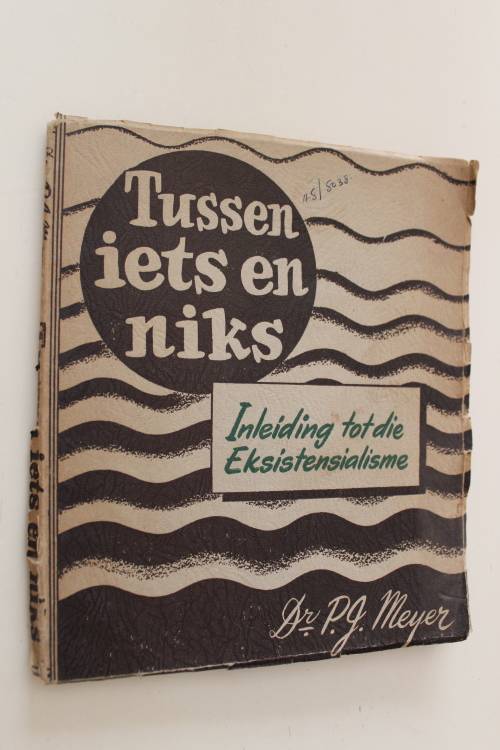 Tussen
iets en
niks
Inleiding tot die
Eksistensialisme
Dr. P.J. Meyer
iets en niks